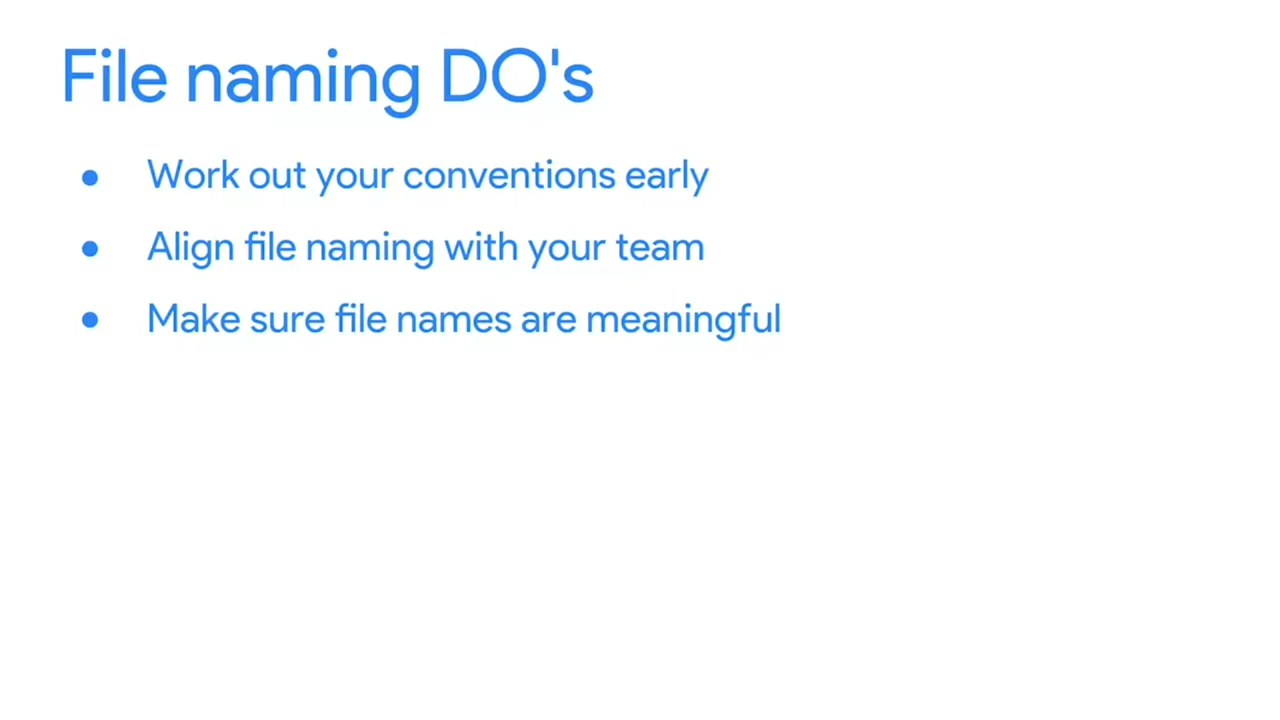 File naming DO's
● Work out your conventions early
● Align file naming with your team
● Make sure file names are meaningful